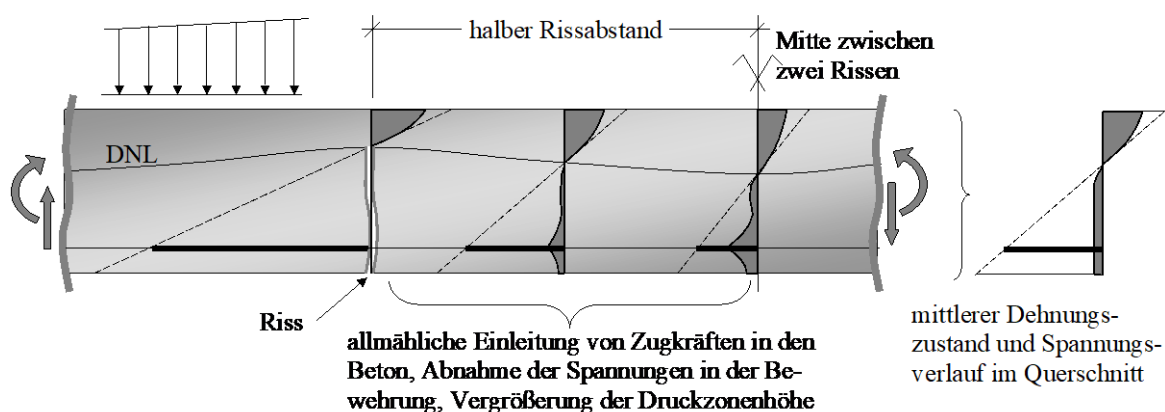 halber Rissabstand
Mitte zwischen
zwei Rissen
DNL
Riss
allmähliche Einleitung von Zugkräften in den
Beton, Abnahme der Spannungen in der Be-
wehrung, Vergrößerung der Druckzonenhöhe
mittlerer Dehnungs-
zustand und Spannungs-
verlauf im Querschnitt